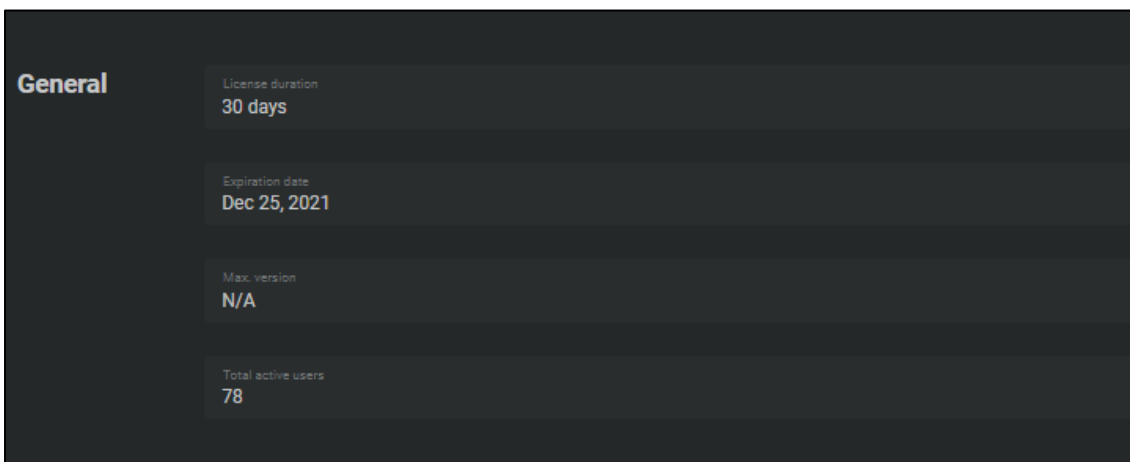 General
License duration
30 days
Expiration date
Dec 25, 2021
Max. version
N/A
Total active users
78